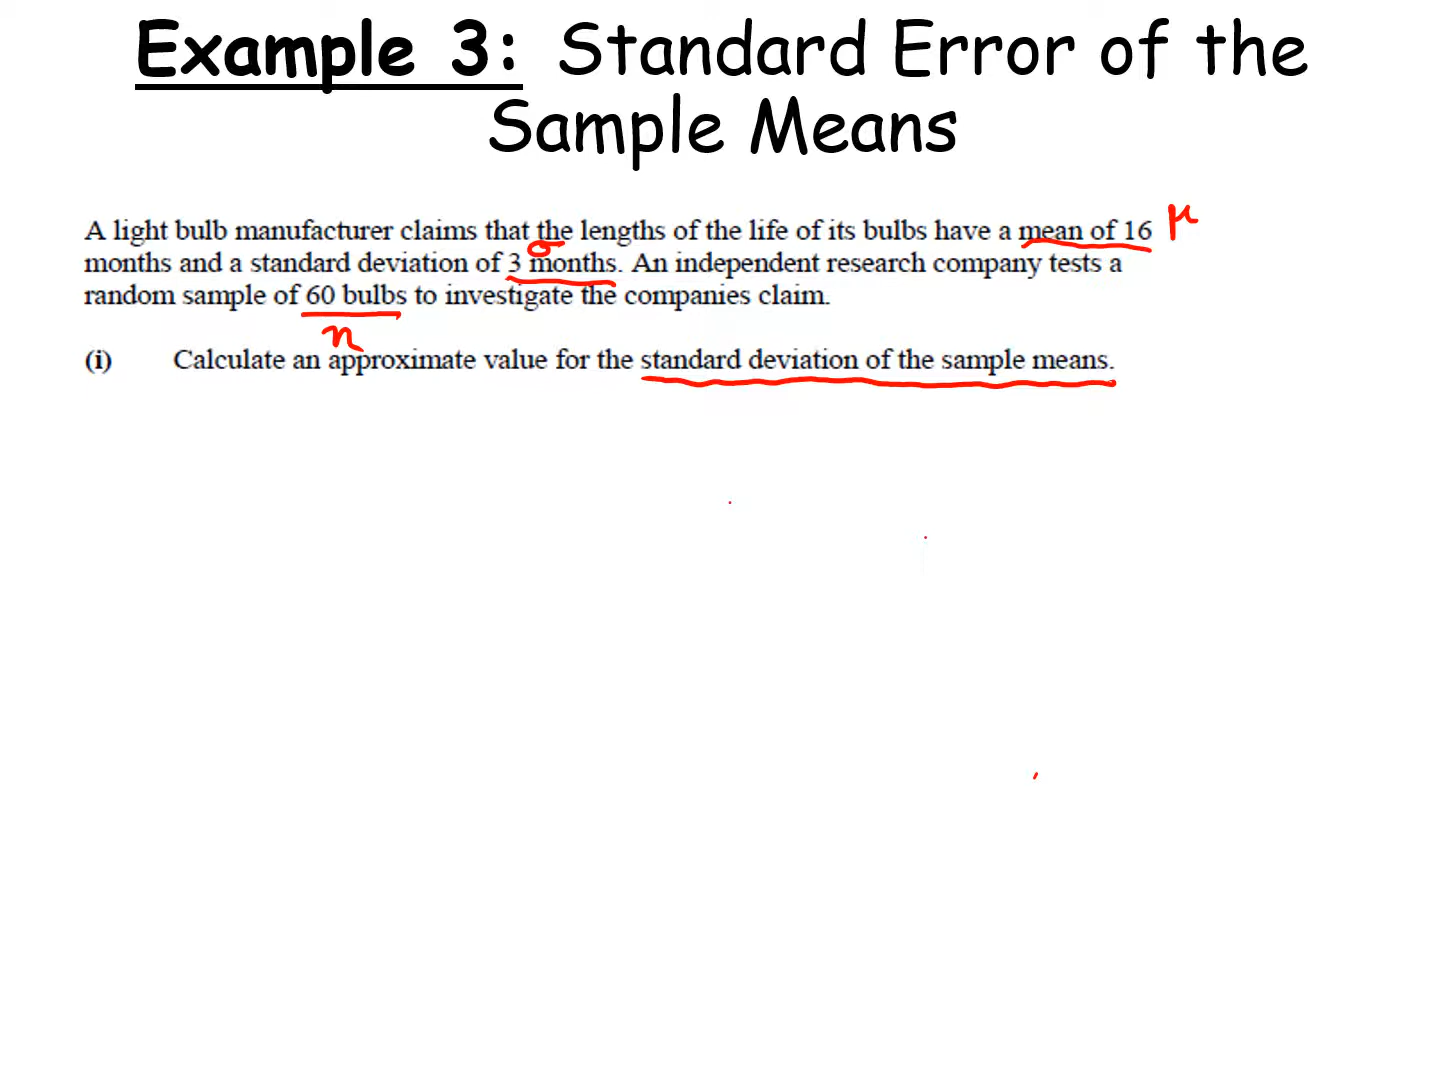 Example 3: Standard Error of the
Sample Means
A light bulb manufacturer claims that the lengths of the life of its bulbs have a mean of 16 μ
σ
months and a standard deviation of 3 months. An independent research company tests a
random sample of 60 bulbs to investigate the companies claim.
n
(i) Calculate an approximate value for the standard deviation of the sample means.